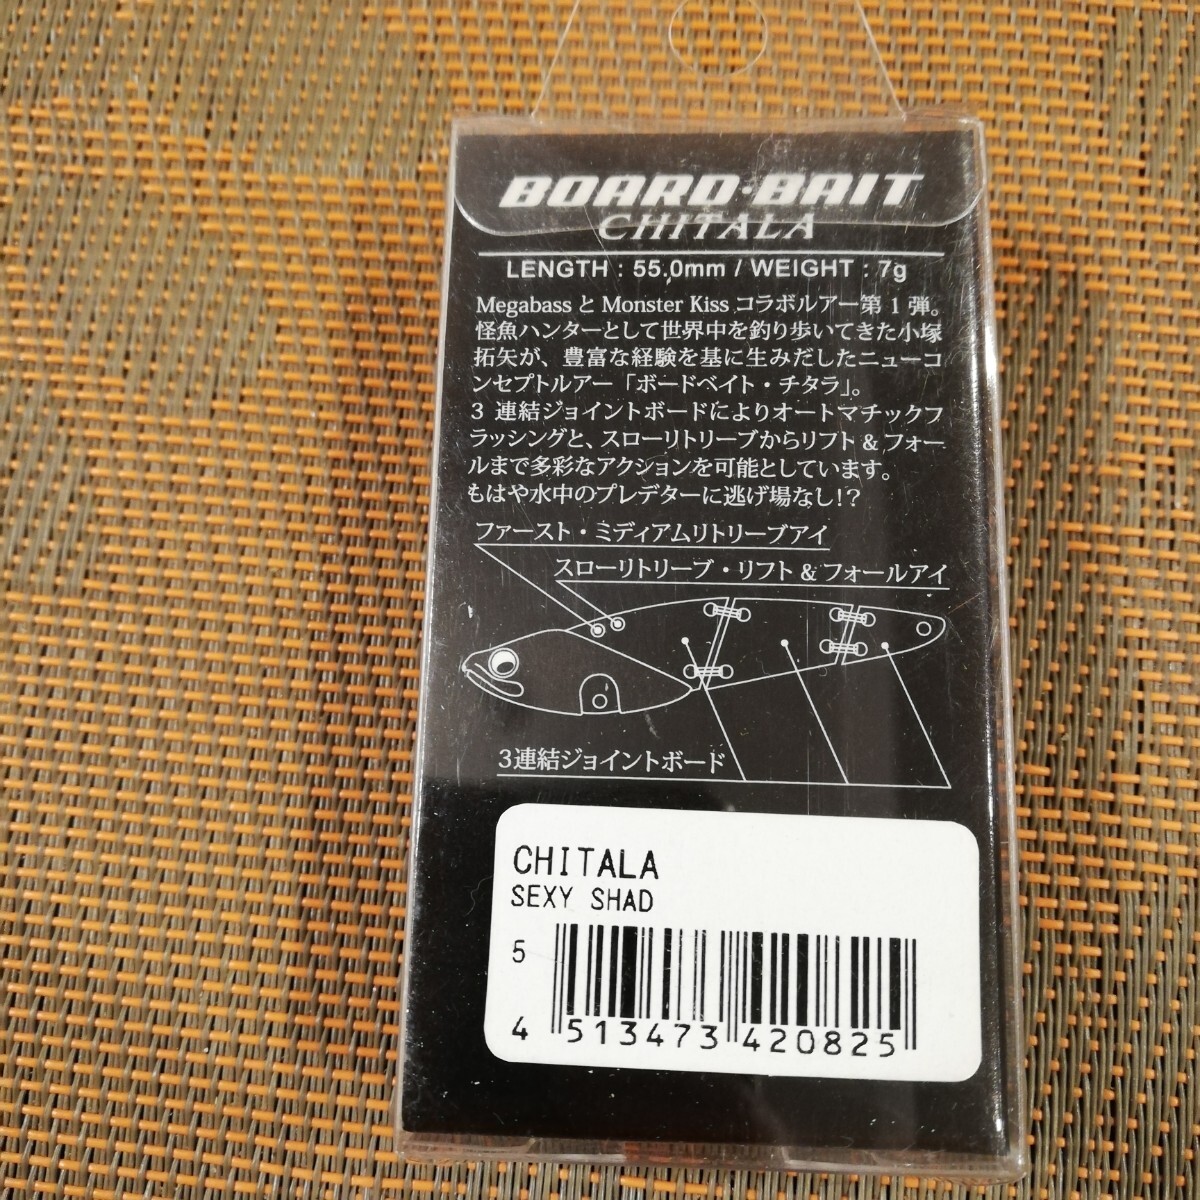 BOARD-BAIT
CHITALA
LENGTH : 55.0mm / WEIGHT : 7g
Megabass と Monster Kiss コラボルアー第 1 弾。
怪魚ハンターとして世界中を釣り歩いてきた小塚
拓矢が、豊富な経験を基に生みだしたニューコ
ンセプトルアー「ボードベイト・チタラ」。
3 連結ジョイントボードによりオートマチックフ
ラッシングと、スローリトリーブからリフト & フォー
ルまで多彩なアクションを可能としています。
もはや水中のプレデターに逃げ場なし!?
ファースト・ミディアムリトリーブアイ
スローリトリーブ・リフト & フォールアイ
3連結ジョイントボード
CHITALA
SEXY SHAD
5
4 513473 420825